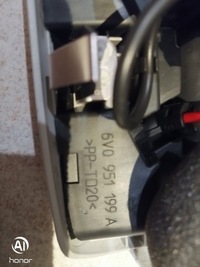 6V0 951 199 A
>PP-TD20<
AI
honor